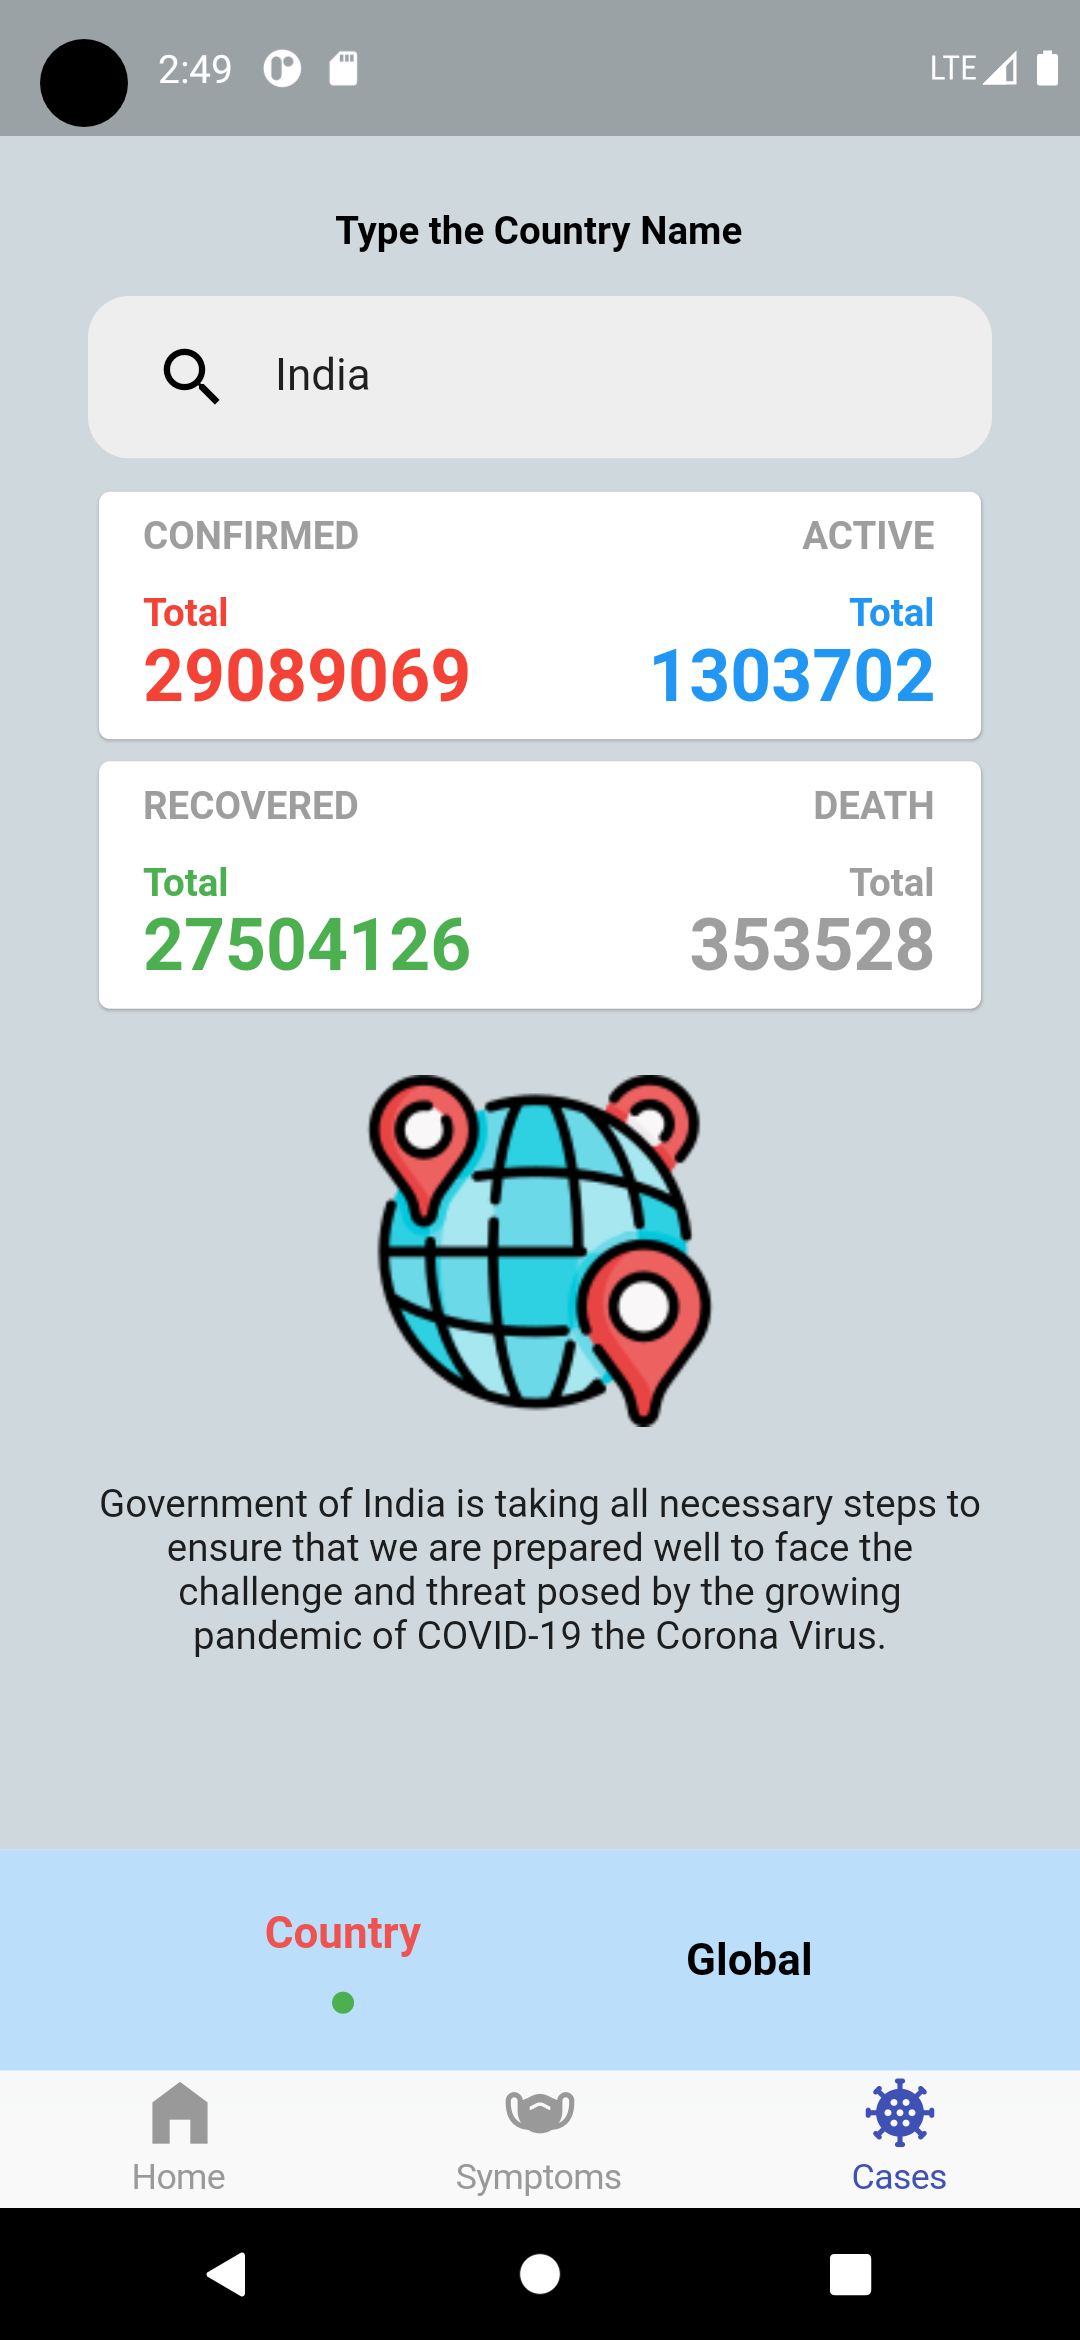 2:49
LTE
Type the Country Name
India
CONFIRMED ACTIVE
Total Total
29089069 1303702
RECOVERED DEATH
Total Total
27504126 353528
Government of India is taking all necessary steps to
ensure that we are prepared well to face the
challenge and threat posed by the growing
pandemic of COVID-19 the Corona Virus.
Country Global
Home Symptoms Cases